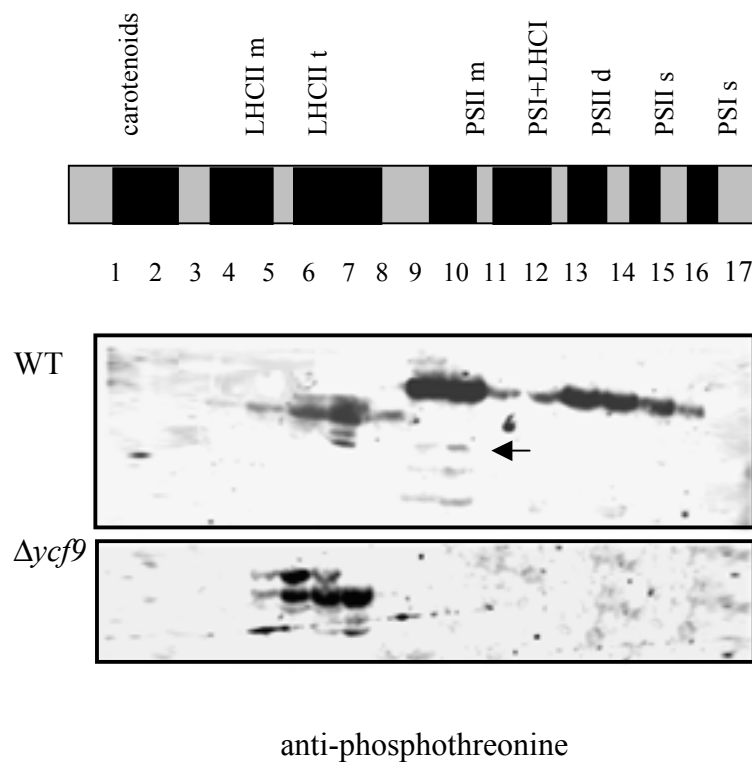 carotenoids
LHCII m
LHCII t
PSII m
PSI+LHCI
PSII d
PSII s
PSI s
1 2 3 4 5 6 7 8 9 10 11 12 13 14 15 16 17
WT
Δycf9
anti-phosphothreonine